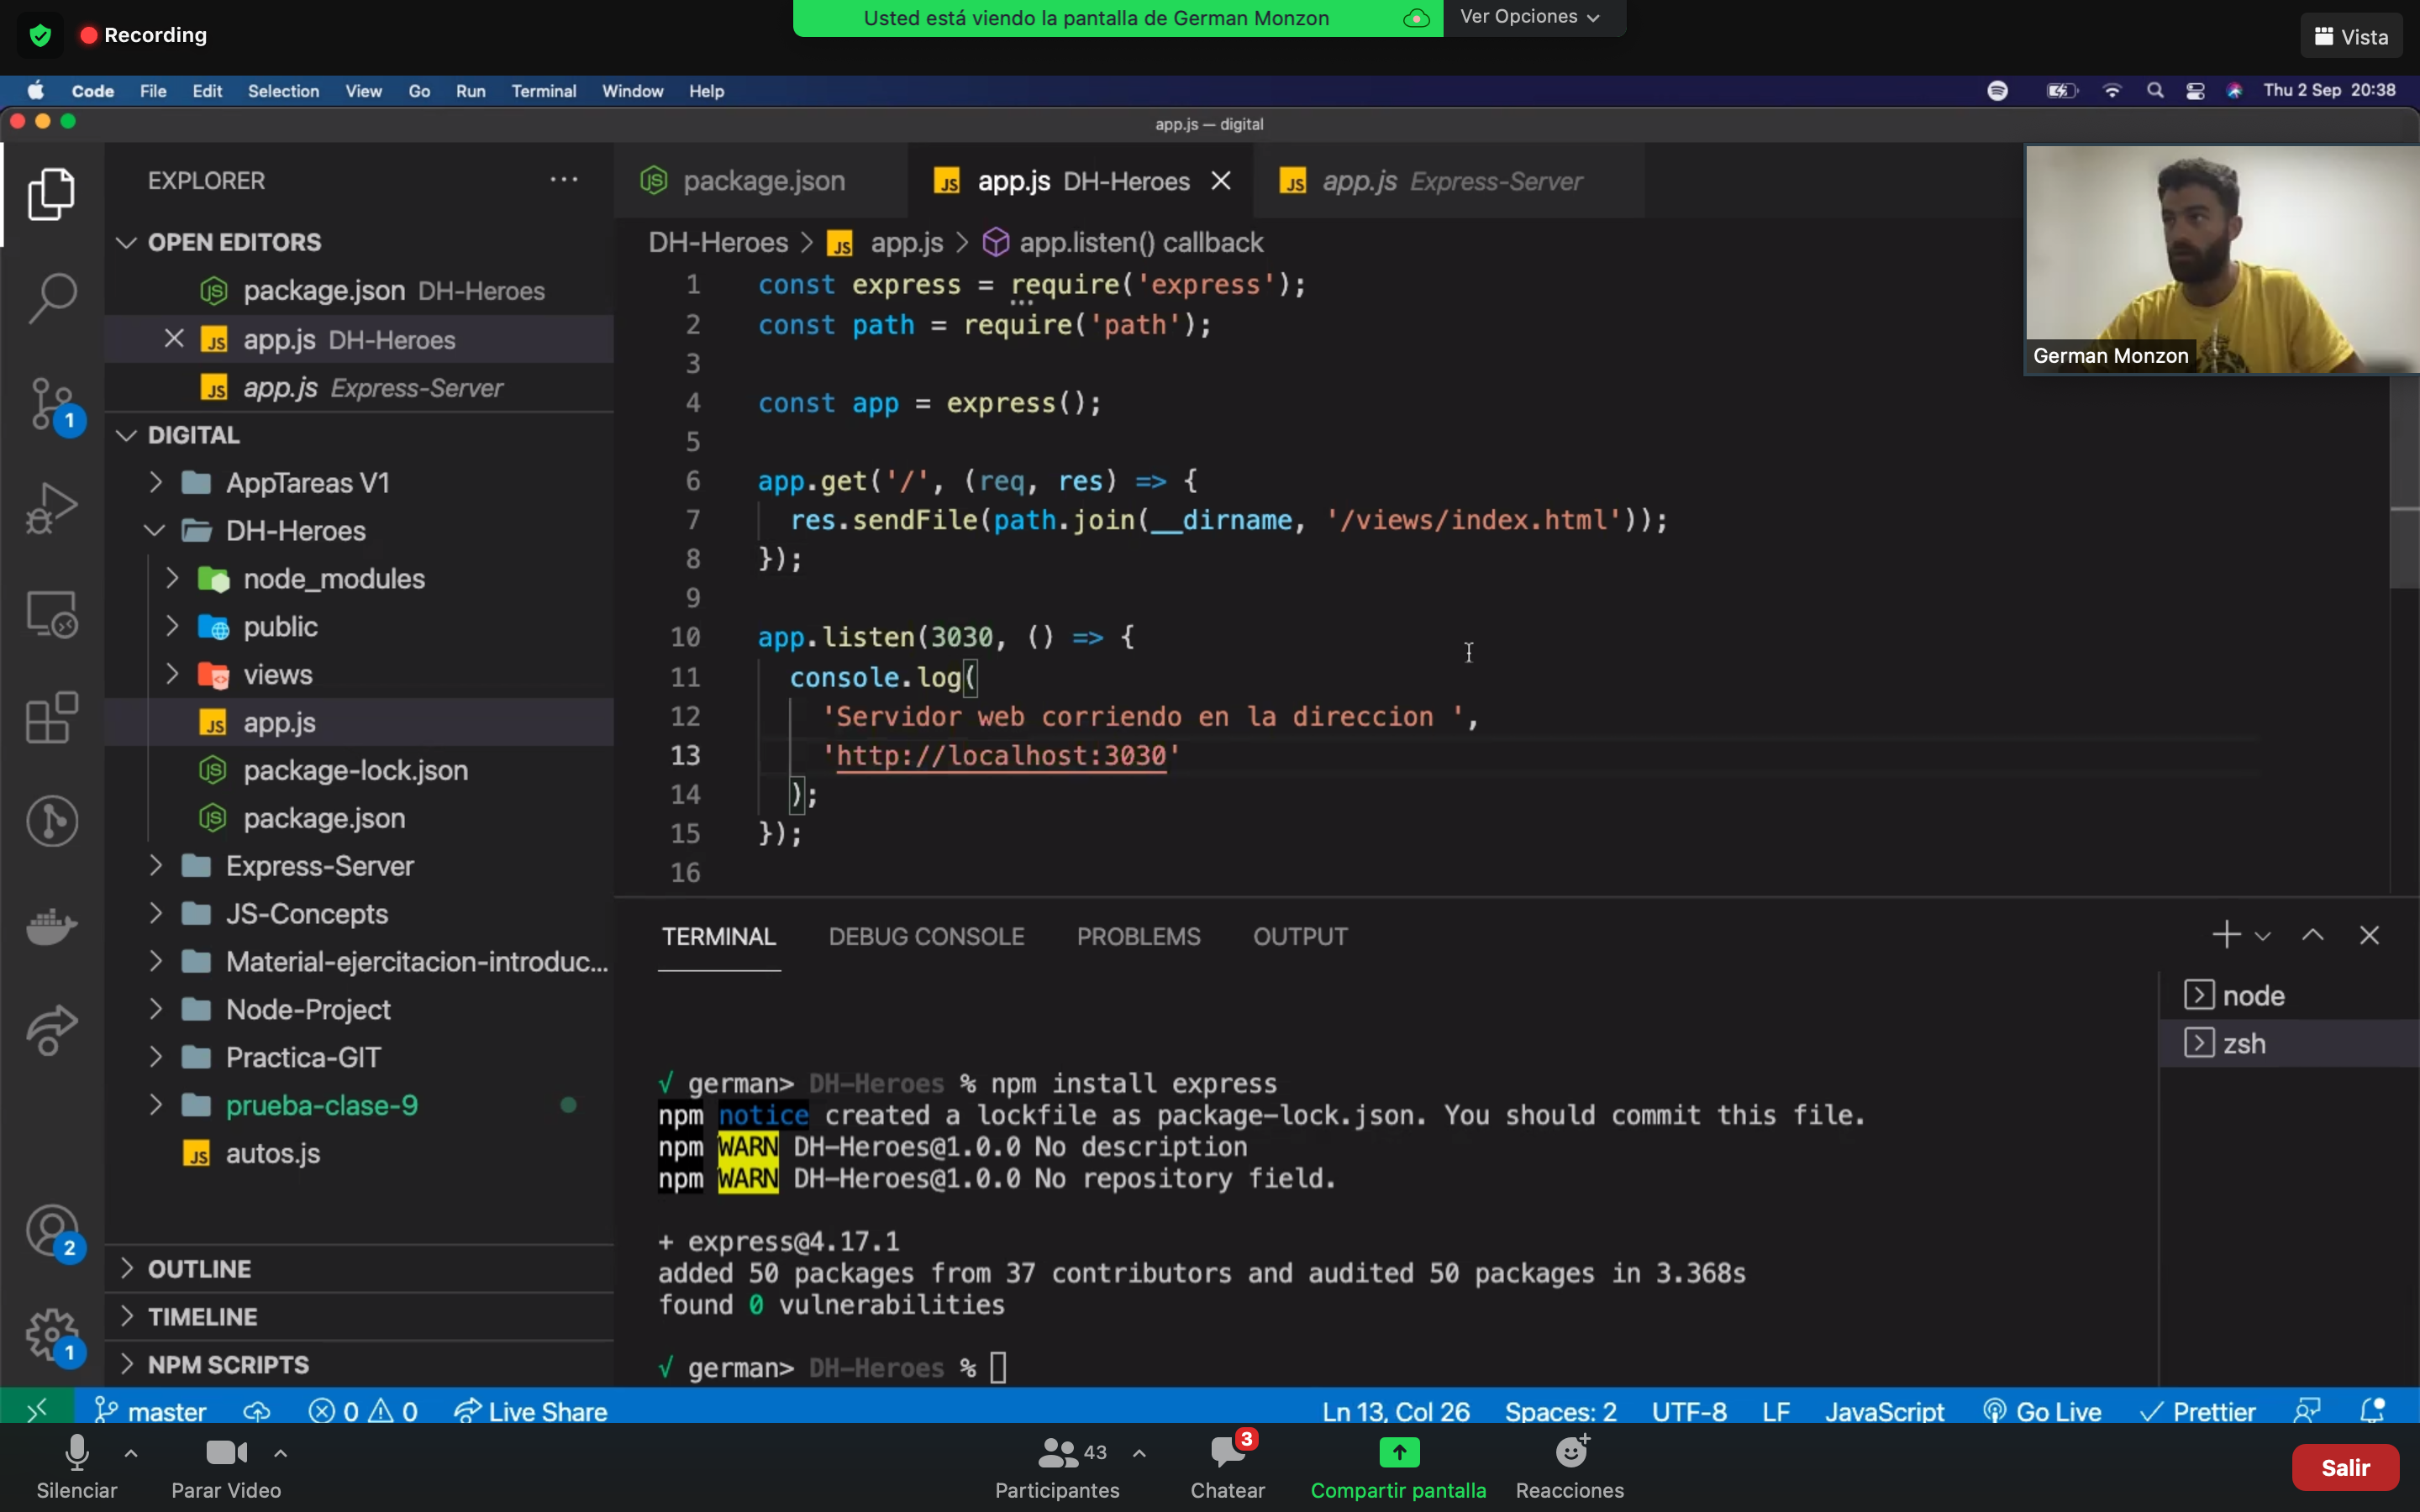 Recording
Usted está viendo la pantalla de German Monzon
Ver Opciones
Vista
Code File Edit Selection View Go Run Terminal Window Help
Thu 2 Sep 20:38
app.js — digital
EXPLORER
package.json
app.js DH-Heroes
app.js Express-Server
OPEN EDITORS
package.json DH-Heroes
app.js DH-Heroes
app.js Express-Server
1
DIGITAL
AppTareas V1
DH-Heroes
node_modules
public
views
app.js
package-lock.json
package.json
Express-Server
JS-Concepts
Material-ejercitacion-introduc...
Node-Project
Practica-GIT
prueba-clase-9
autos.js
2
OUTLINE
TIMELINE
1
NPM SCRIPTS
DH-Heroes > app.js > app.listen() callback
1 const express = require('express');
2 const path = require('path');
3
4 const app = express();
5
6 app.get('/', (req, res) => {
7 res.sendFile(path.join(__dirname, '/views/index.html'));
8 });
9
10 app.listen(3030, () => {
11 console.log(
12 'Servidor web corriendo en la direccion ',
13 'http://localhost:3030'
14 );
15 });
16
German Monzon
TERMINAL DEBUG CONSOLE PROBLEMS OUTPUT
node
zsh
√ german> DH-Heroes % npm install express
npm notice created a lockfile as package-lock.json. You should commit this file.
npm WARN DH-Heroes@1.0.0 No description
npm WARN DH-Heroes@1.0.0 No repository field.
+ express@4.17.1
added 50 packages from 37 contributors and audited 50 packages in 3.368s
found 0 vulnerabilities
√ german> DH-Heroes %
master 0 0 Live Share Ln 13, Col 26 Spaces: 2 UTF-8 LF JavaScript Go Live Prettier
Silenciar
Parar Video
43
Participantes
3
Chatear
Compartir pantalla
Reacciones
Salir